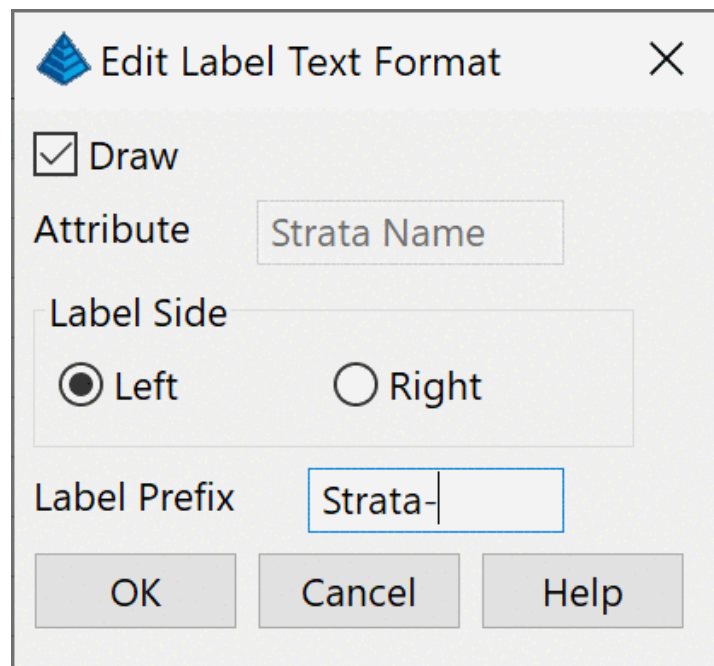 Edit Label Text Format
Draw
Attribute Strata Name
Label Side
Left Right
Label Prefix Strata-
OK Cancel Help